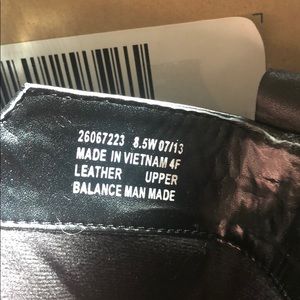 26067223 8.5W 07/13
MADE IN VIETNAM 4F
LEATHER UPPER
BALANCE MAN MADE